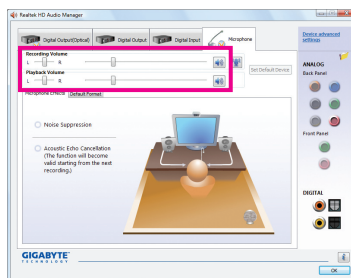 Realtek HD Audio Manager
Digital Output(Optical) Digital Output Digital Input Microphone
Device advanced settings
Recording Volume
L R
Set Default Device
Playback Volume
L R
Microphone Effects Default Format
ANALOG
Back Panel
Noise Suppression
Acoustic Echo Cancellation
(The function will become
valid starting from the next
recording.)
Front Panel
DIGITAL
GIGABYTE
TECHNOLOGY
OK